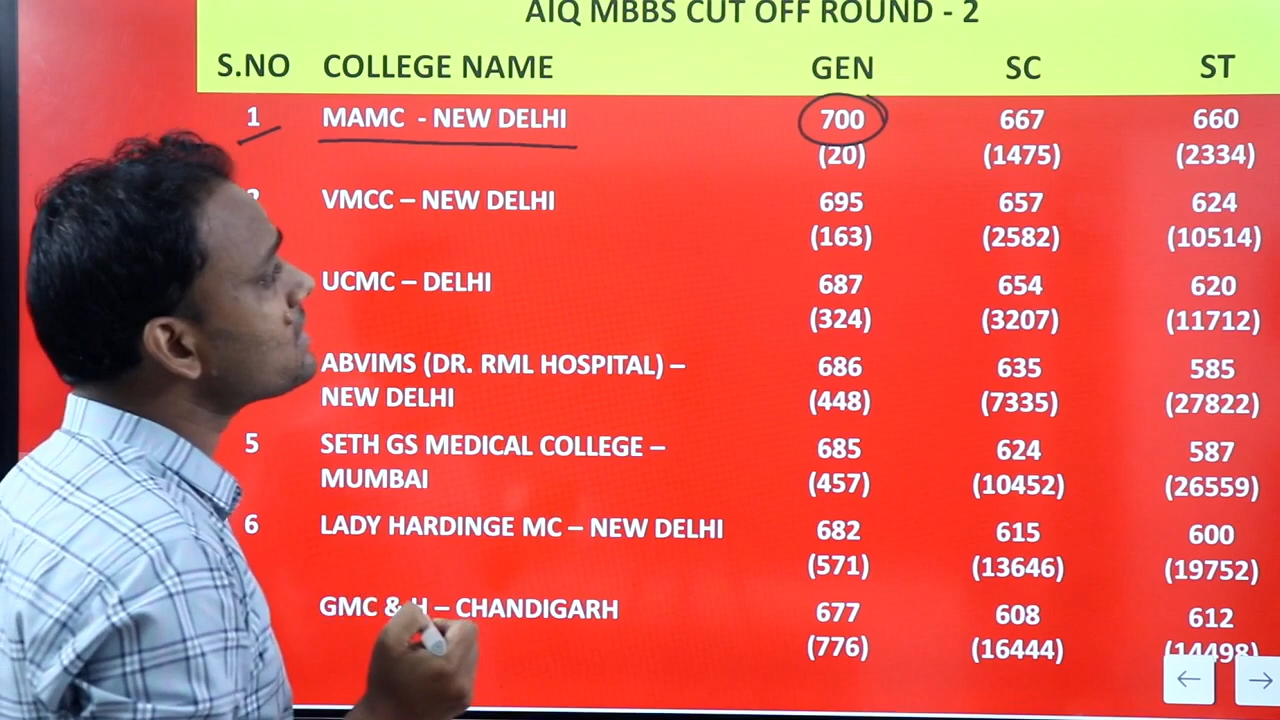 AIQ MBBS CUT OFF ROUND - 2
S.NO COLLEGE NAME GEN SC ST
1 MAMC - NEW DELHI 700 667 660
(20) (1475) (2334)
VMCC – NEW DELHI 695 657 624
(163) (2582) (10514)
UCMC – DELHI 687 654 620
(324) (3207) (11712)
ABVIMS (DR. RML HOSPITAL) – 686 635 585
NEW DELHI (448) (7335) (27822)
5 SETH GS MEDICAL COLLEGE – 685 624 587
MUMBAI (457) (10452) (26559)
6 LADY HARDINGE MC – NEW DELHI 682 615 600
(571) (13646) (19752)
GMC & H – CHANDIGARH 677 608 612
(776) (16444) (14498)